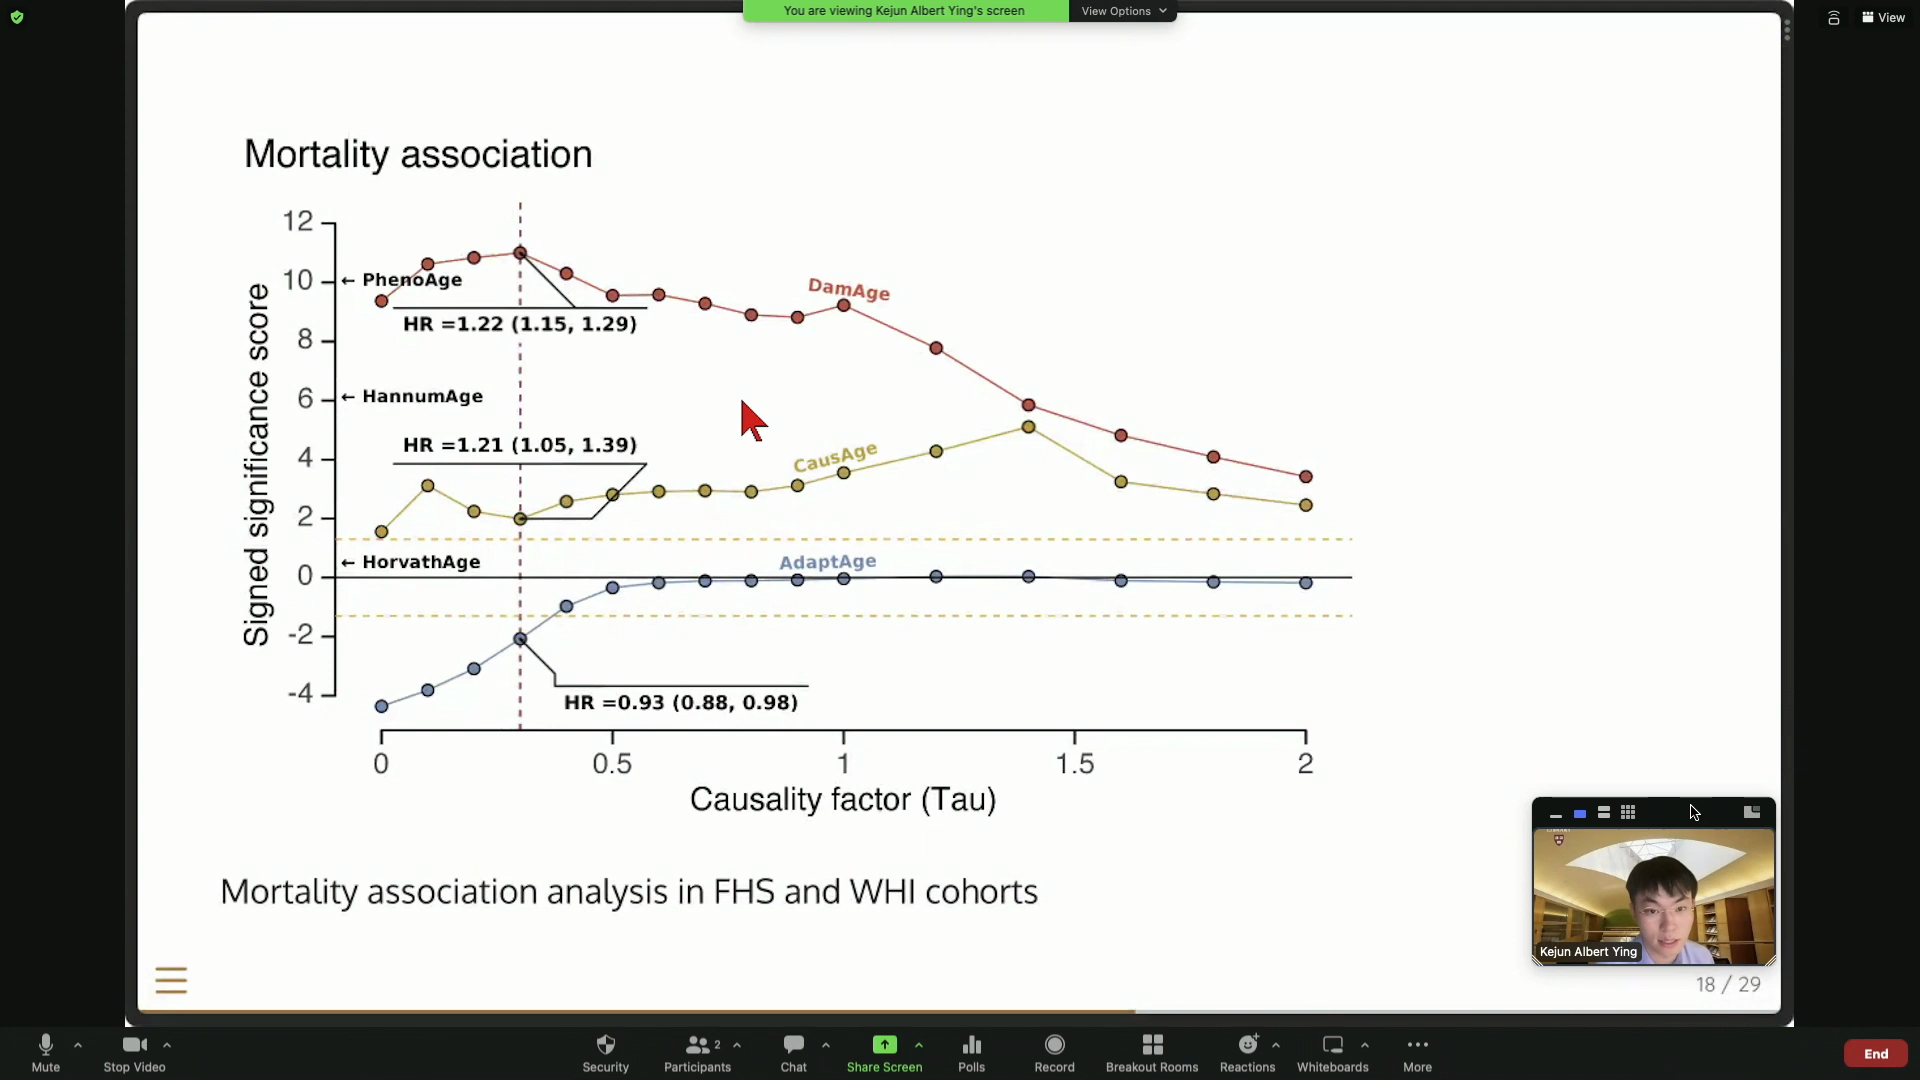 You are viewing Kejun Albert Ying's screen
View Options
View
Mortality association
12
10
8
6
4
2
0
-2
-4
Signed significance score
← PhenoAge
HR =1.22 (1.15, 1.29)
← HannumAge
HR =1.21 (1.05, 1.39)
← HorvathAge
DamAge
CausAge
AdaptAge
HR =0.93 (0.88, 0.98)
0
0.5
1
1.5
2
Causality factor (Tau)
Mortality association analysis in FHS and WHI cohorts
Kejun Albert Ying
18 / 29
Mute
Stop Video
Security
2
Participants
Chat
Share Screen
Polls
Record
Breakout Rooms
Reactions
Whiteboards
More
End